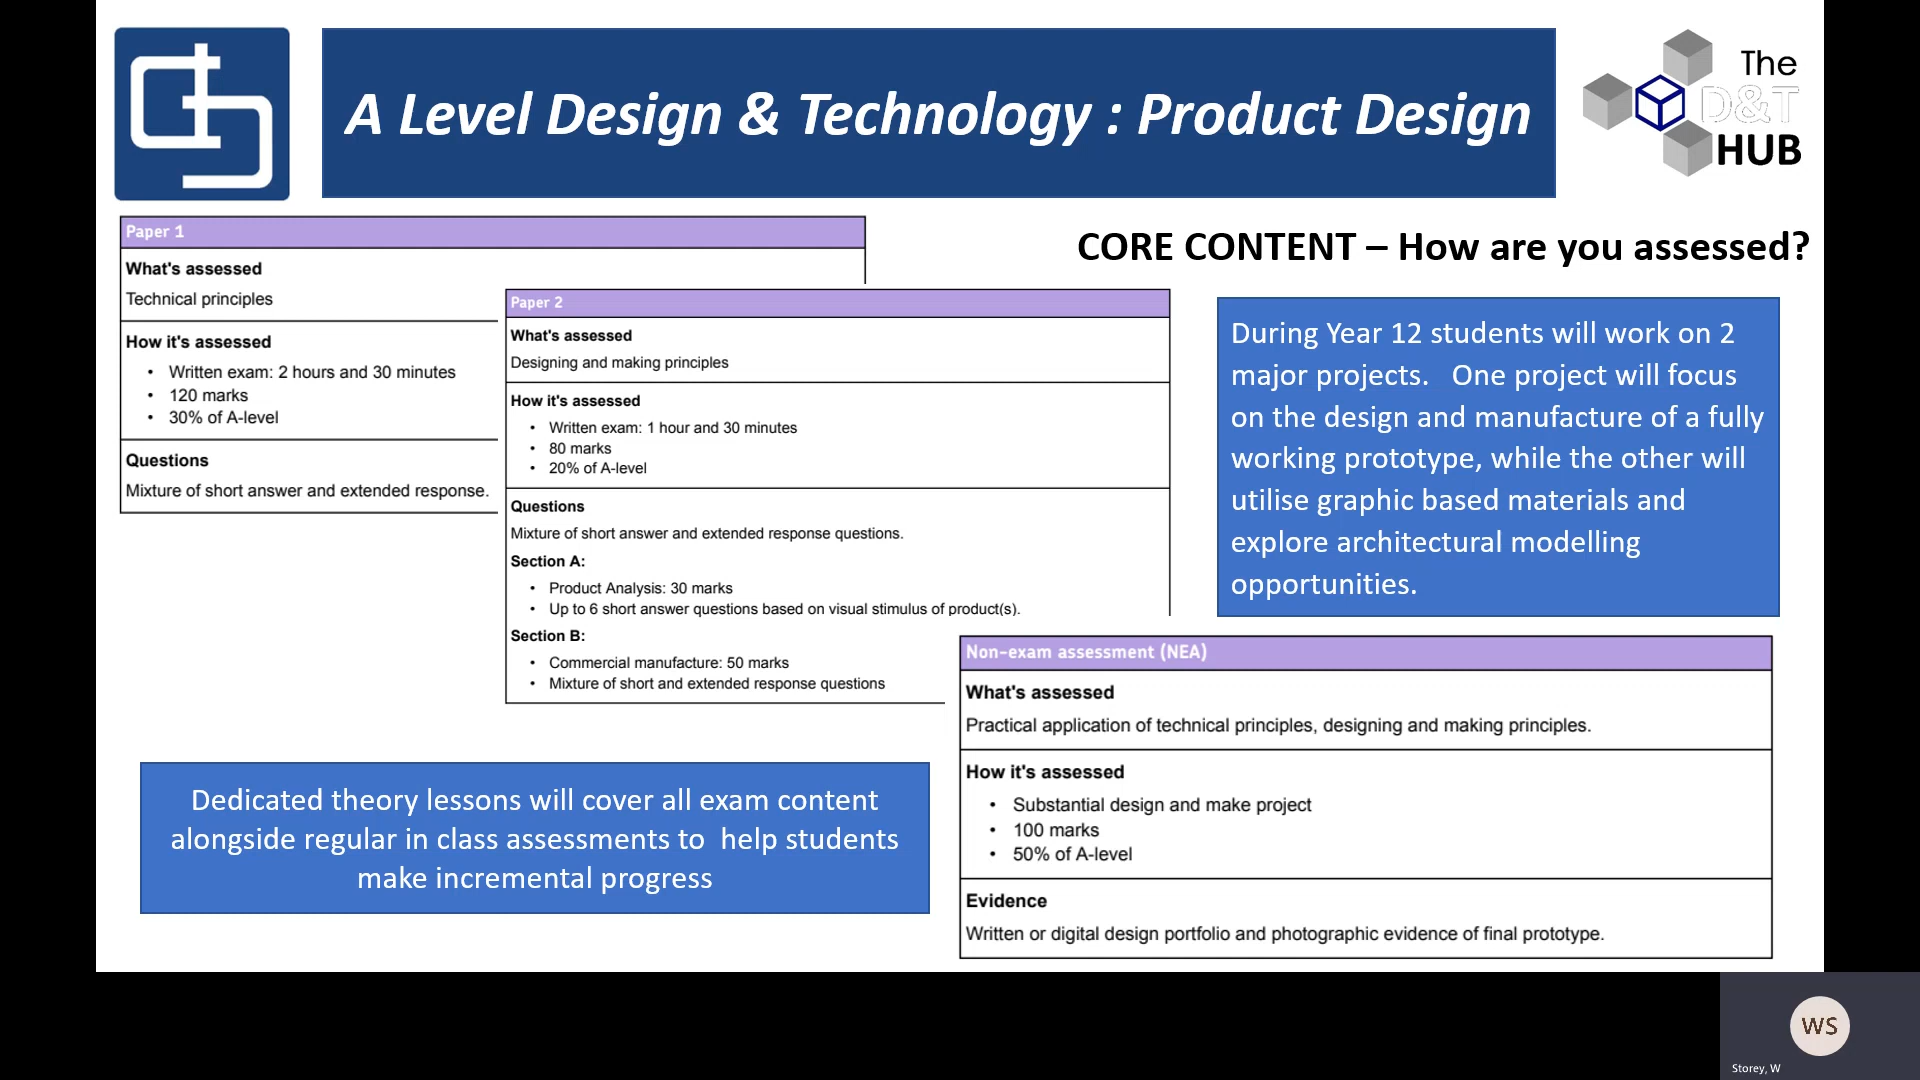 A Level Design & Technology : Product Design
The
D&T
HUB
CORE CONTENT – How are you assessed?
Paper 1
What's assessed
Technical principles
How it's assessed
• Written exam: 2 hours and 30 minutes
• 120 marks
• 30% of A-level
Questions
Mixture of short answer and extended response.
Paper 2
What's assessed
Designing and making principles
How it's assessed
• Written exam: 1 hour and 30 minutes
• 80 marks
• 20% of A-level
Questions
Mixture of short answer and extended response questions.
Section A:
• Product Analysis: 30 marks
• Up to 6 short answer questions based on visual stimulus of product(s).
Section B:
• Commercial manufacture: 50 marks
• Mixture of short and extended response questions
During Year 12 students will work on 2
major projects.   One project will focus
on the design and manufacture of a fully
working prototype, while the other will
utilise graphic based materials and
explore architectural modelling
opportunities.
Non-exam assessment (NEA)
What's assessed
Practical application of technical principles, designing and making principles.
How it's assessed
• Substantial design and make project
• 100 marks
• 50% of A-level
Evidence
Written or digital design portfolio and photographic evidence of final prototype.
Dedicated theory lessons will cover all exam content
alongside regular in class assessments to  help students
make incremental progress
WS
Storey, W